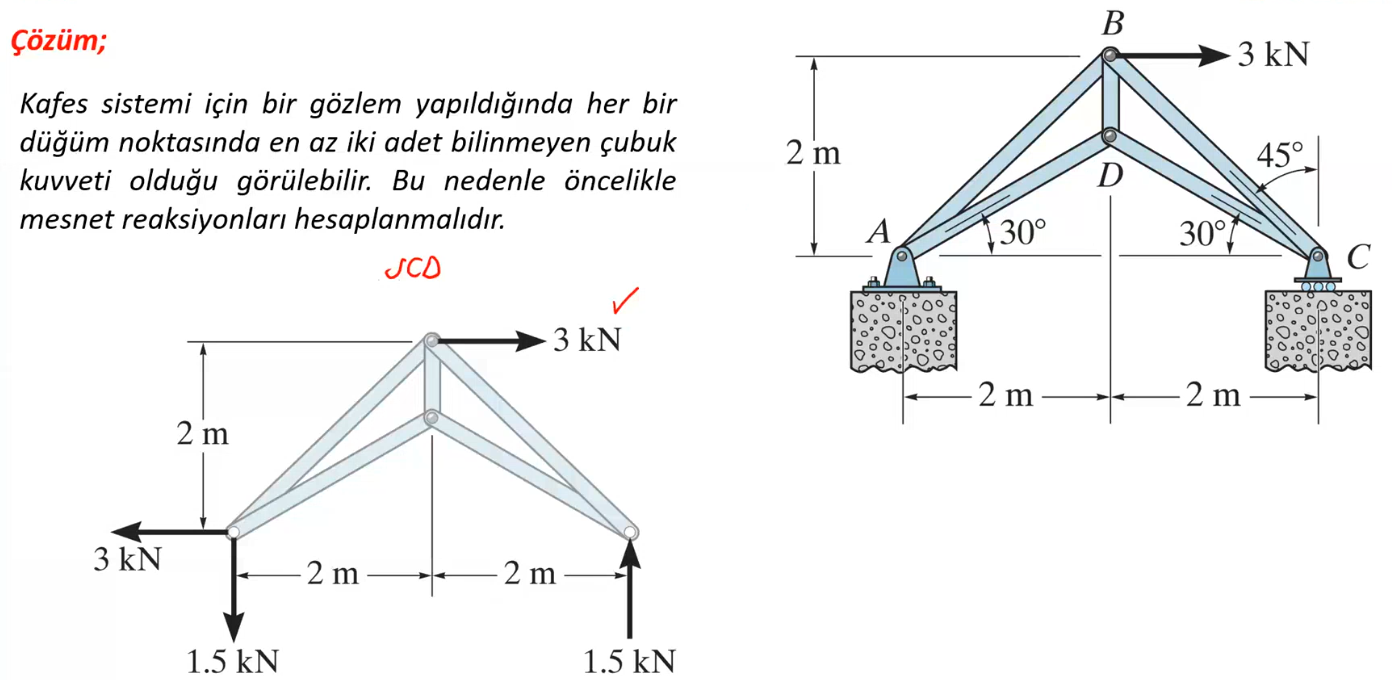 Çözüm;
Kafes sistemi için bir gözlem yapıldığında her bir
düğüm noktasında en az iki adet bilinmeyen çubuk
kuvveti olduğu görülebilir. Bu nedenle öncelikle
mesnet reaksiyonları hesaplanmalıdır.
SCD
3 kN
2 m
3 kN
2 m
2 m
1.5 kN
1.5 kN
B
3 kN
2 m
45°
D
A
30°
30°
C
2 m
2 m